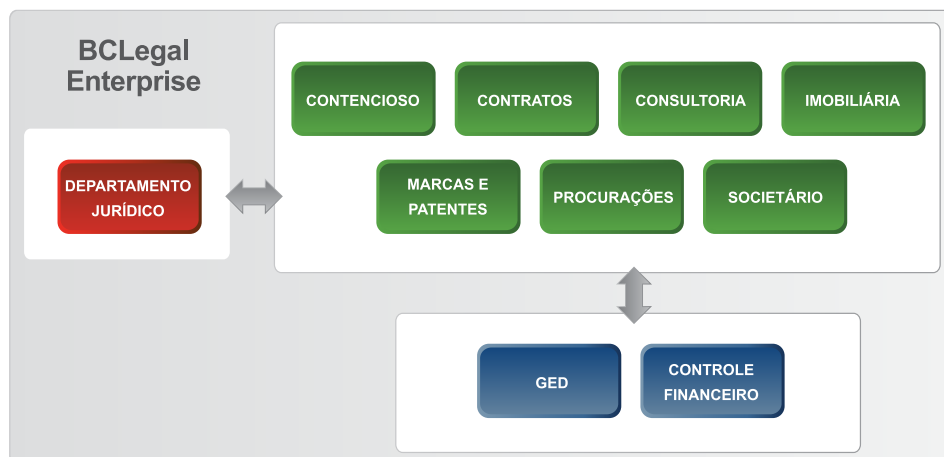 BCLegal
Enterprise
CONTENCIOSO
CONTRATOS
CONSULTORIA
IMOBILIÁRIA
DEPARTAMENTO
JURÍDICO
MARCAS E
PATENTES
PROCURAÇÕES
SOCIETÁRIO
GED
CONTROLE
FINANCEIRO